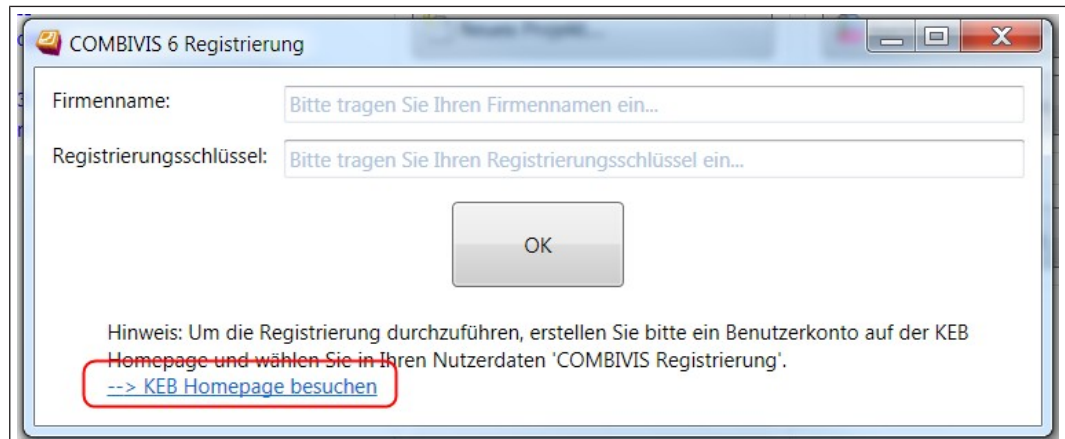 COMBIVIS 6 Registrierung
Firmenname:
Bitte tragen Sie Ihren Firmennamen ein...
Registrierungsschlüssel:
Bitte tragen Sie Ihren Registrierungsschlüssel ein...
OK
Hinweis: Um die Registrierung durchzuführen, erstellen Sie bitte ein Benutzerkonto auf der KEB
Homepage und wählen Sie in Ihren Nutzerdaten 'COMBIVIS Registrierung'.
--> KEB Homepage besuchen